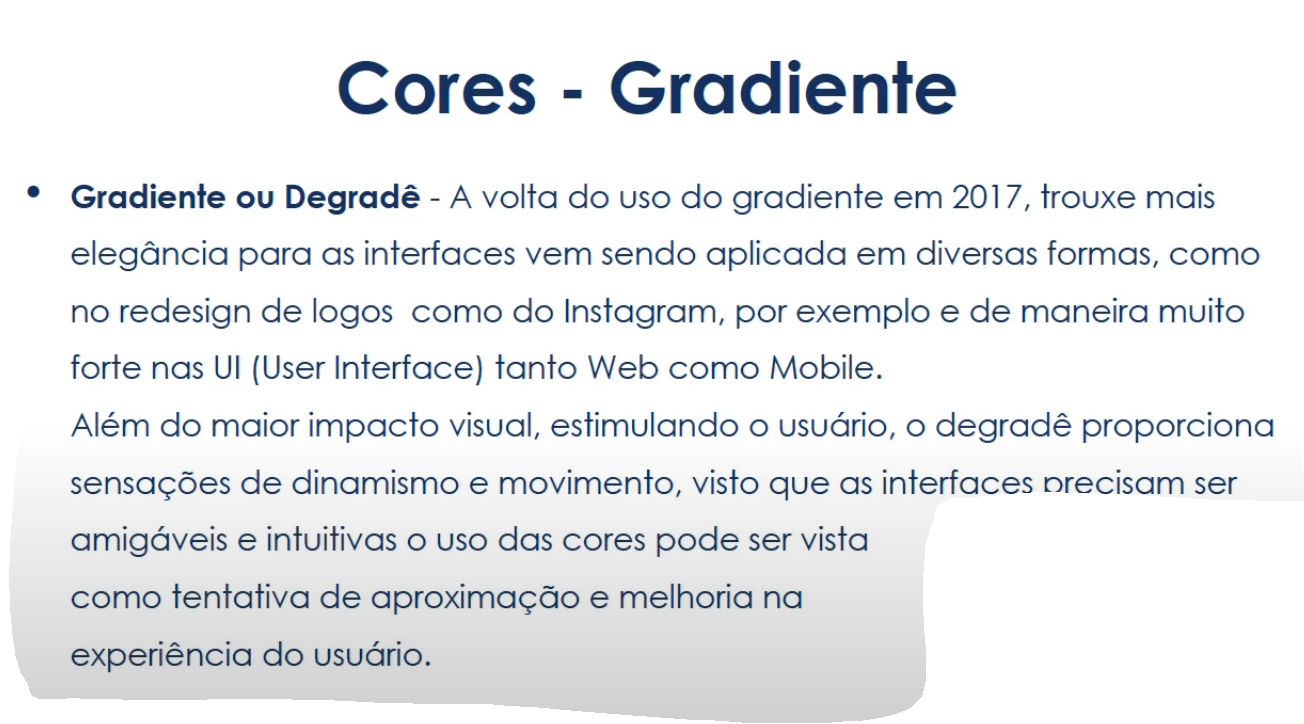 Cores - Gradiente
• Gradiente ou Degradê - A volta do uso do gradiente em 2017, trouxe mais
elegância para as interfaces vem sendo aplicada em diversas formas, como
no redesign de logos  como do Instagram, por exemplo e de maneira muito
forte nas UI (User Interface) tanto Web como Mobile.
Além do maior impacto visual, estimulando o usuário, o degradê proporciona
sensações de dinamismo e movimento, visto que as interfaces precisam ser
amigáveis e intuitivas o uso das cores pode ser vista
como tentativa de aproximação e melhoria na
experiência do usuário.